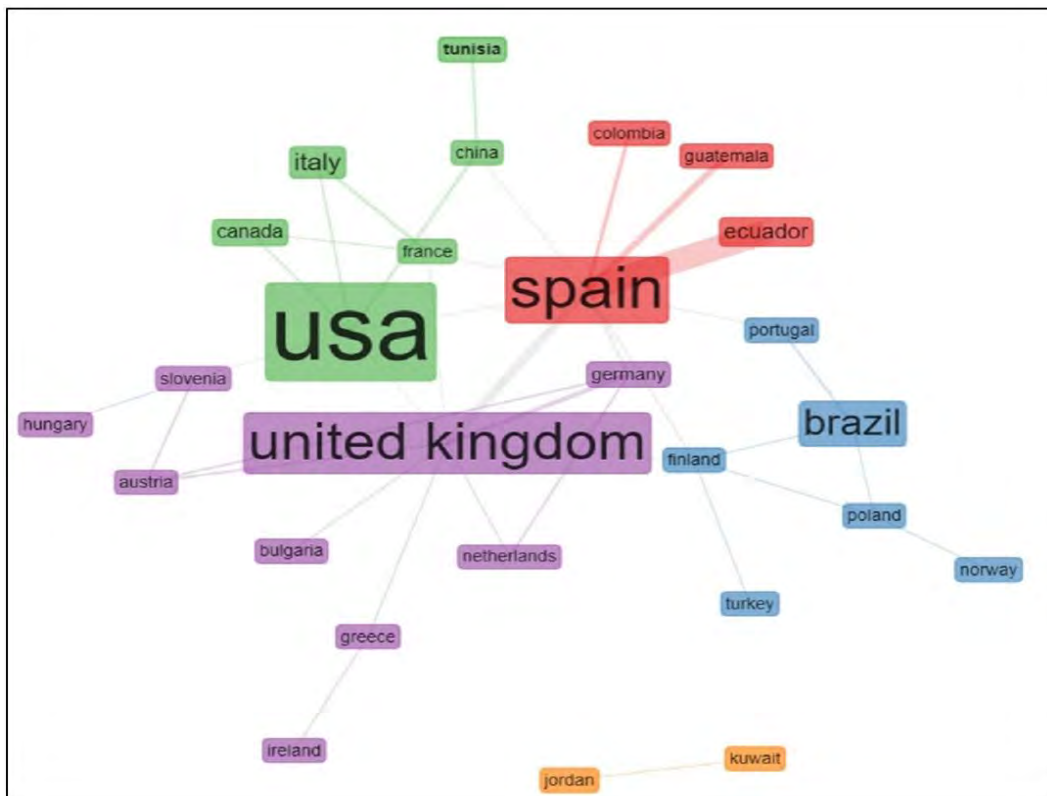 tunisia
colombia
china
guatemala
italy
canada
ecuador
france
spain
usa
portugal
slovenia
germany
hungary
brazil
united kingdom
finland
austria
poland
bulgaria
netherlands
norway
turkey
greece
ireland
kuwait
jordan